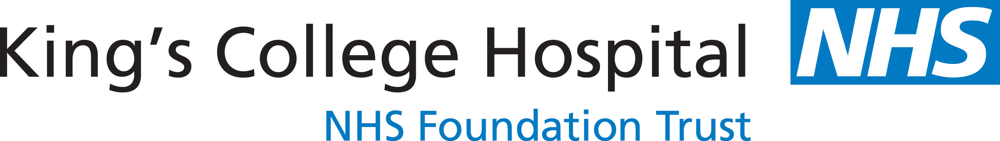 King’s College Hospital NHS
NHS Foundation Trust